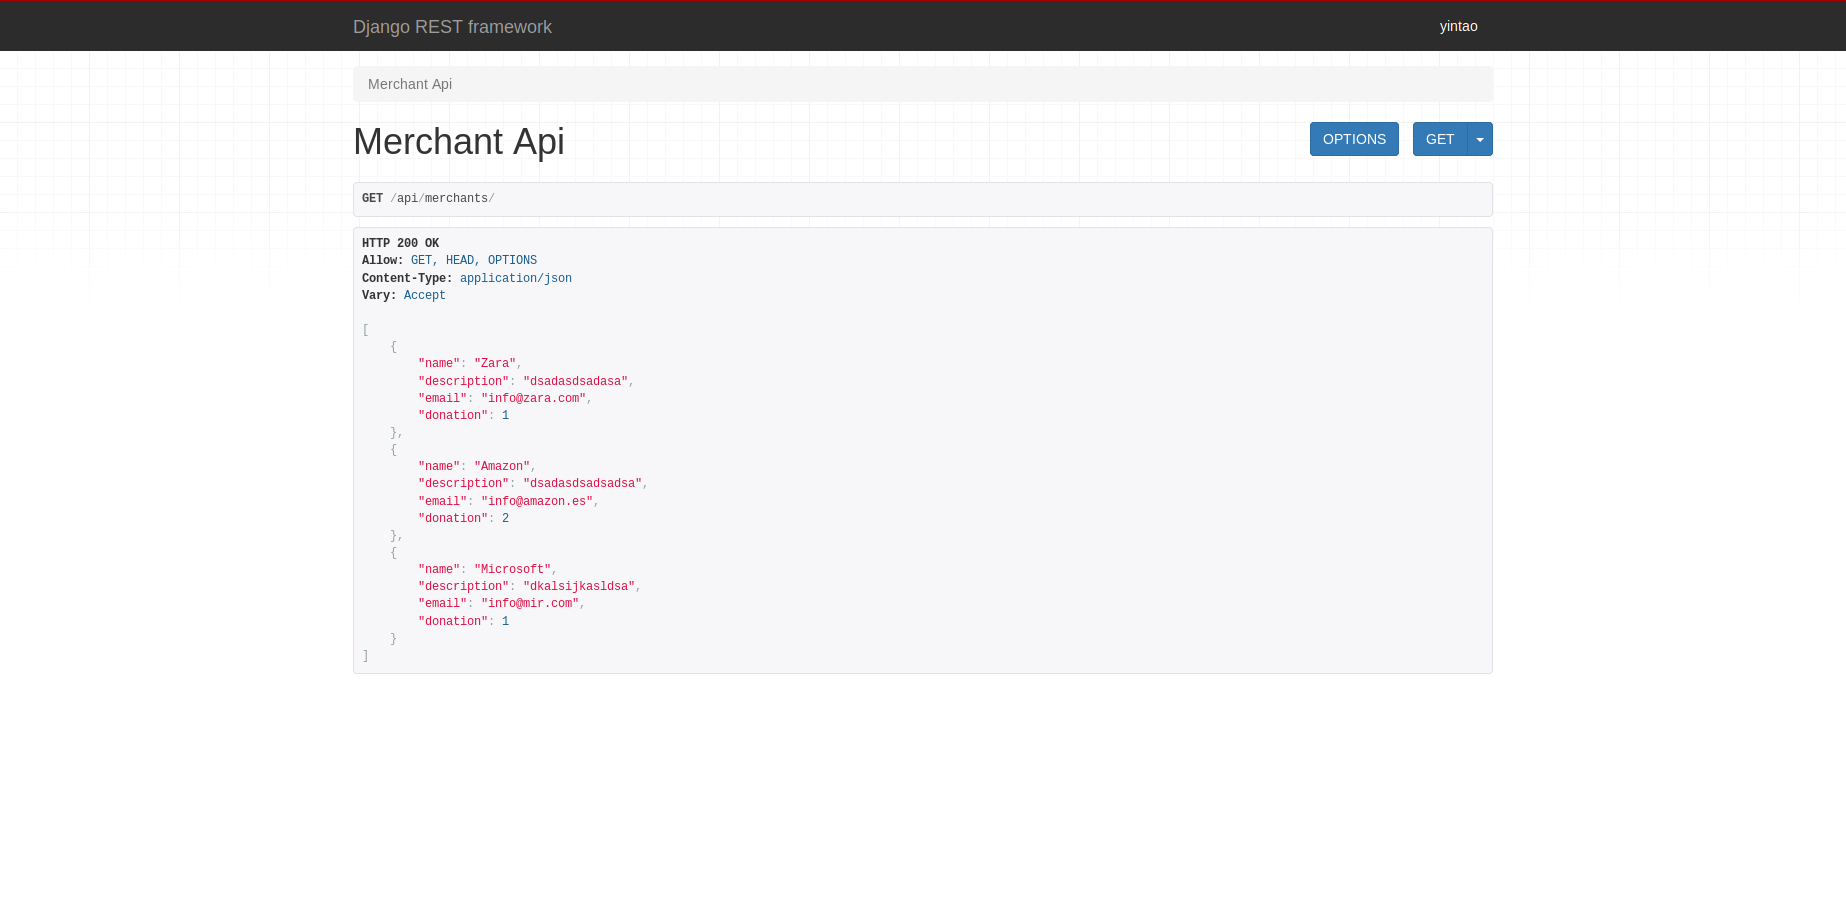 Django REST framework
yintao
Merchant Api
Merchant Api
OPTIONS
GET
GET /api/merchants/
HTTP 200 OK
Allow: GET, HEAD, OPTIONS
Content-Type: application/json
Vary: Accept
[
    {
        "name": "Zara",
        "description": "dsadasdsadasa",
        "email": "info@zara.com",
        "donation": 1
    },
    {
        "name": "Amazon",
        "description": "dsadasdsadsadsa",
        "email": "info@amazon.es",
        "donation": 2
    },
    {
        "name": "Microsoft",
        "description": "dkalsijkasldsa",
        "email": "info@mir.com",
        "donation": 1
    }
]